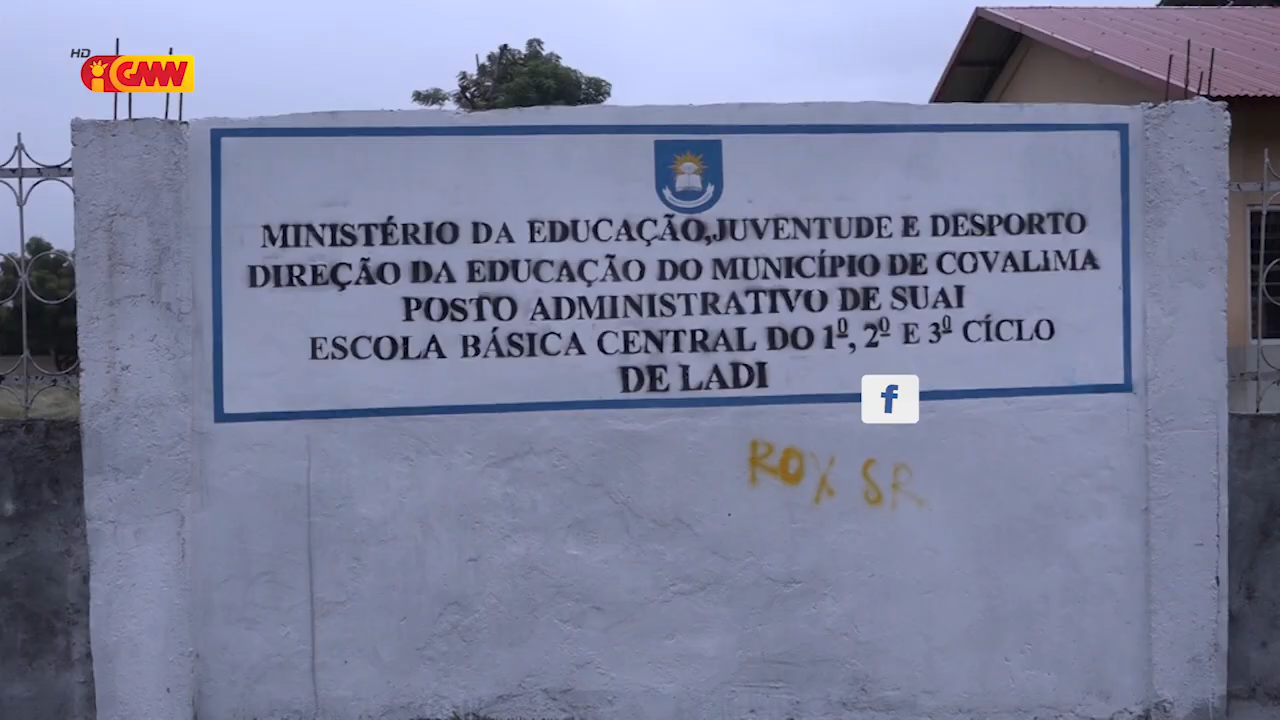 HD
GMN
MINISTÉRIO DA EDUCAÇÃO,JUVENTUDE E DESPORTO
DIREÇÃO DA EDUCAÇÃO DO MUNICÍPIO DE COVALIMA
POSTO ADMINISTRATIVO DE SUAI
ESCOLA BÁSICA CENTRAL DO 1º, 2º E 3º CÍCLO
DE LADI
f
ROX SR